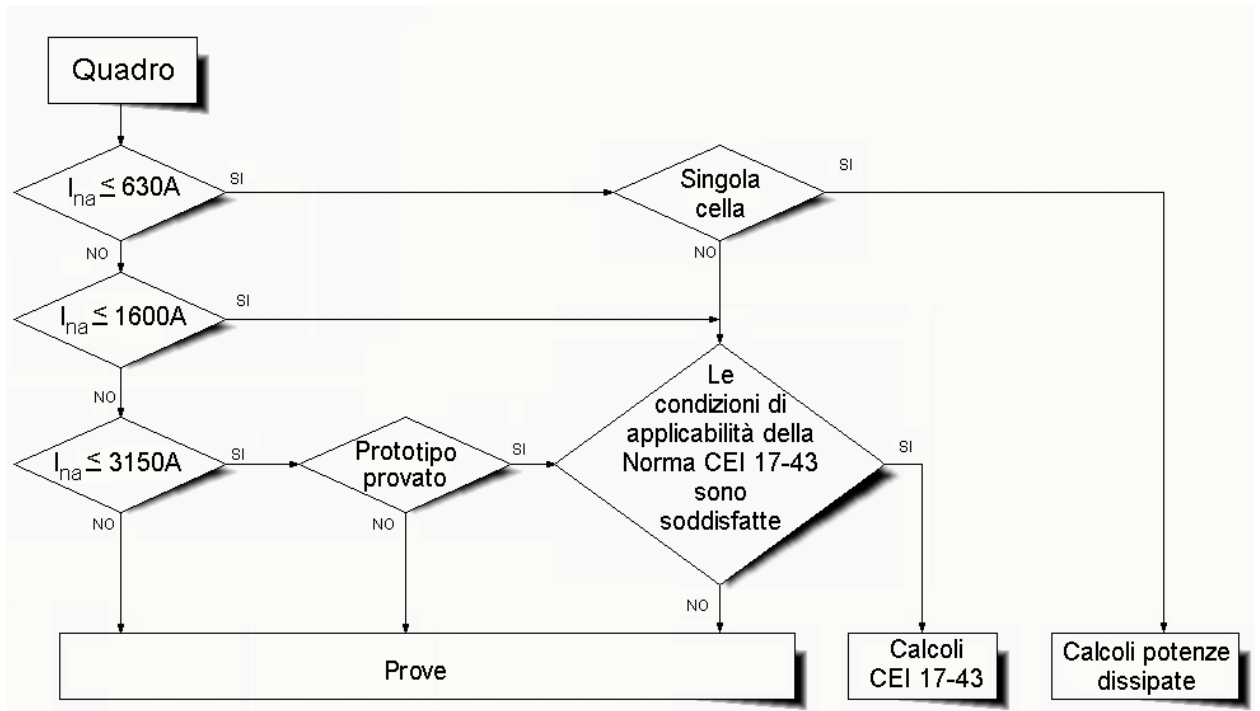 Quadro
Ina ≤ 630A
SI
Singola
cella
SI
NO
NO
Ina ≤ 1600A
SI
NO
Le
condizioni di
applicabilità della
Norma CEI 17-43
sono
soddisfatte
SI
Ina ≤ 3150A
SI
Prototipo
provato
SI
NO
NO
NO
Prove
Calcoli
CEI 17-43
Calcoli potenze
dissipate